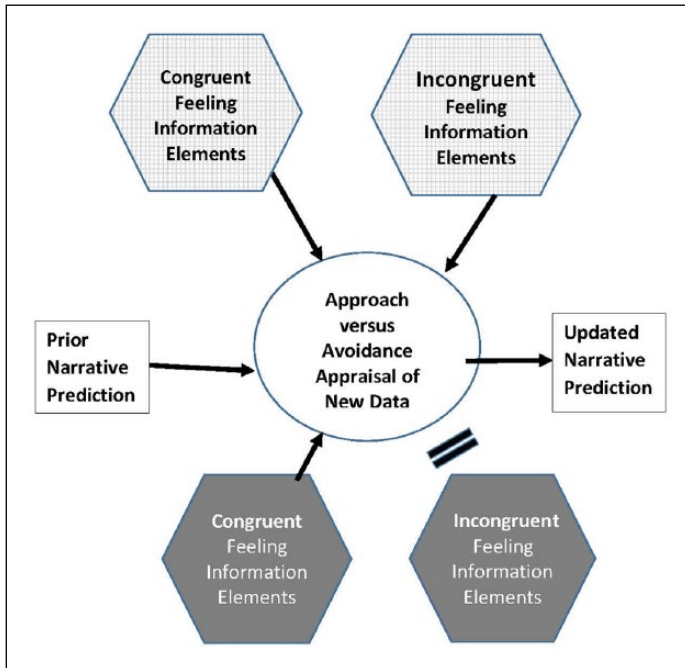 Congruent
Feeling
Information
Elements
Incongruent
Feeling
Information
Elements
Prior
Narrative
Prediction
Approach
versus
Avoidance
Appraisal of
New Data
Updated
Narrative
Prediction
Congruent
Feeling
Information
Elements
Incongruent
Feeling
Information
Elements